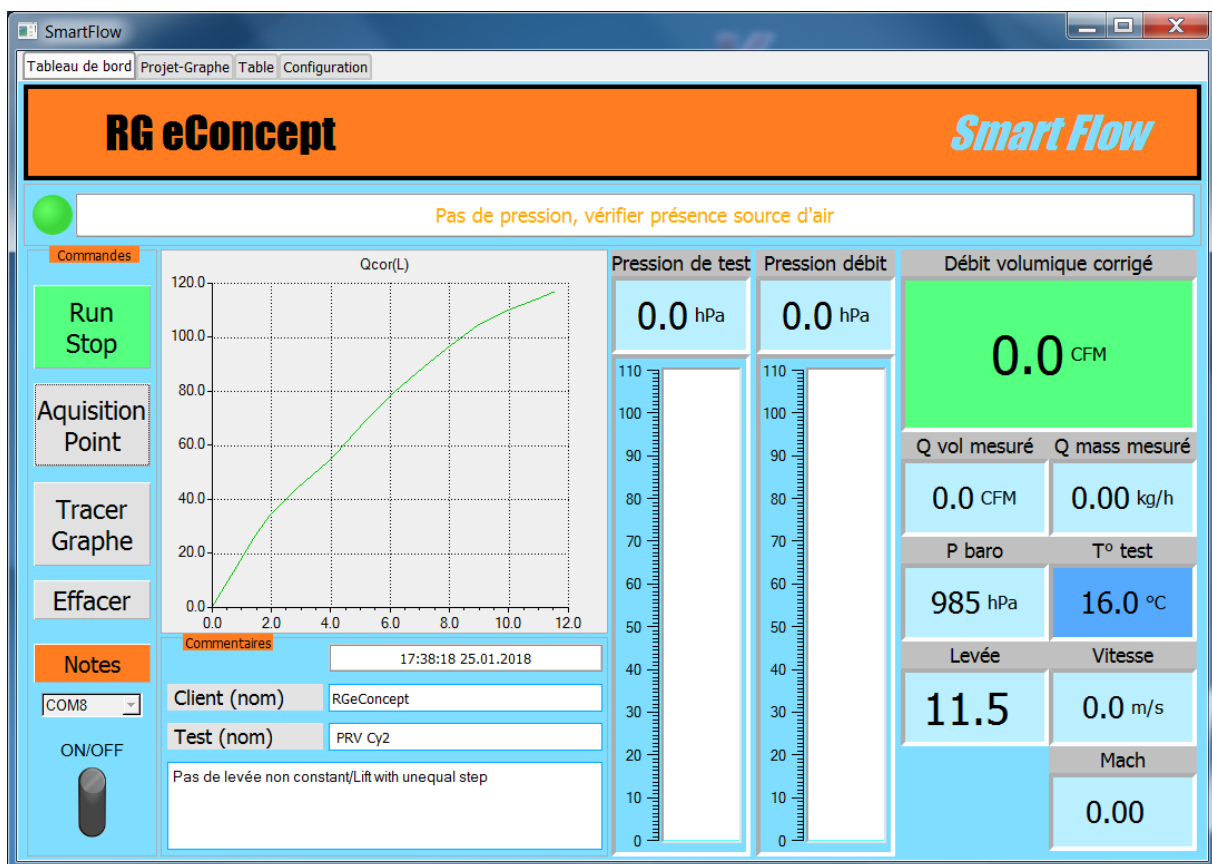 SmartFlow
Tableau de bord Projet-Graphe Table Configuration
RG eConcept
Smart Flow
Pas de pression, vérifier présence source d'air
Commandes
Run
Stop
Aquisition
Point
Tracer
Graphe
Effacer
Notes
COM8
ON/OFF
Qcor(L)
120.0
100.0
80.0
60.0
40.0
20.0
0.0
0.0 2.0 4.0 6.0 8.0 10.0 12.0
Commentaires
17:38:18 25.01.2018
Client (nom) RGeConcept
Test (nom) PRV Cy2
Pas de levée non constant/Lift with unequal step
Pression de test
0.0 hPa
110
100
90
80
70
60
50
40
30
20
10
0
Pression débit
0.0 hPa
110
100
90
80
70
60
50
40
30
20
10
0
Débit volumique corrigé
0.0 CFM
Q vol mesuré Q mass mesuré
0.0 CFM 0.00 kg/h
P baro T° test
985 hPa 16.0 °C
Levée Vitesse
11.5 0.0 m/s
Mach
0.00